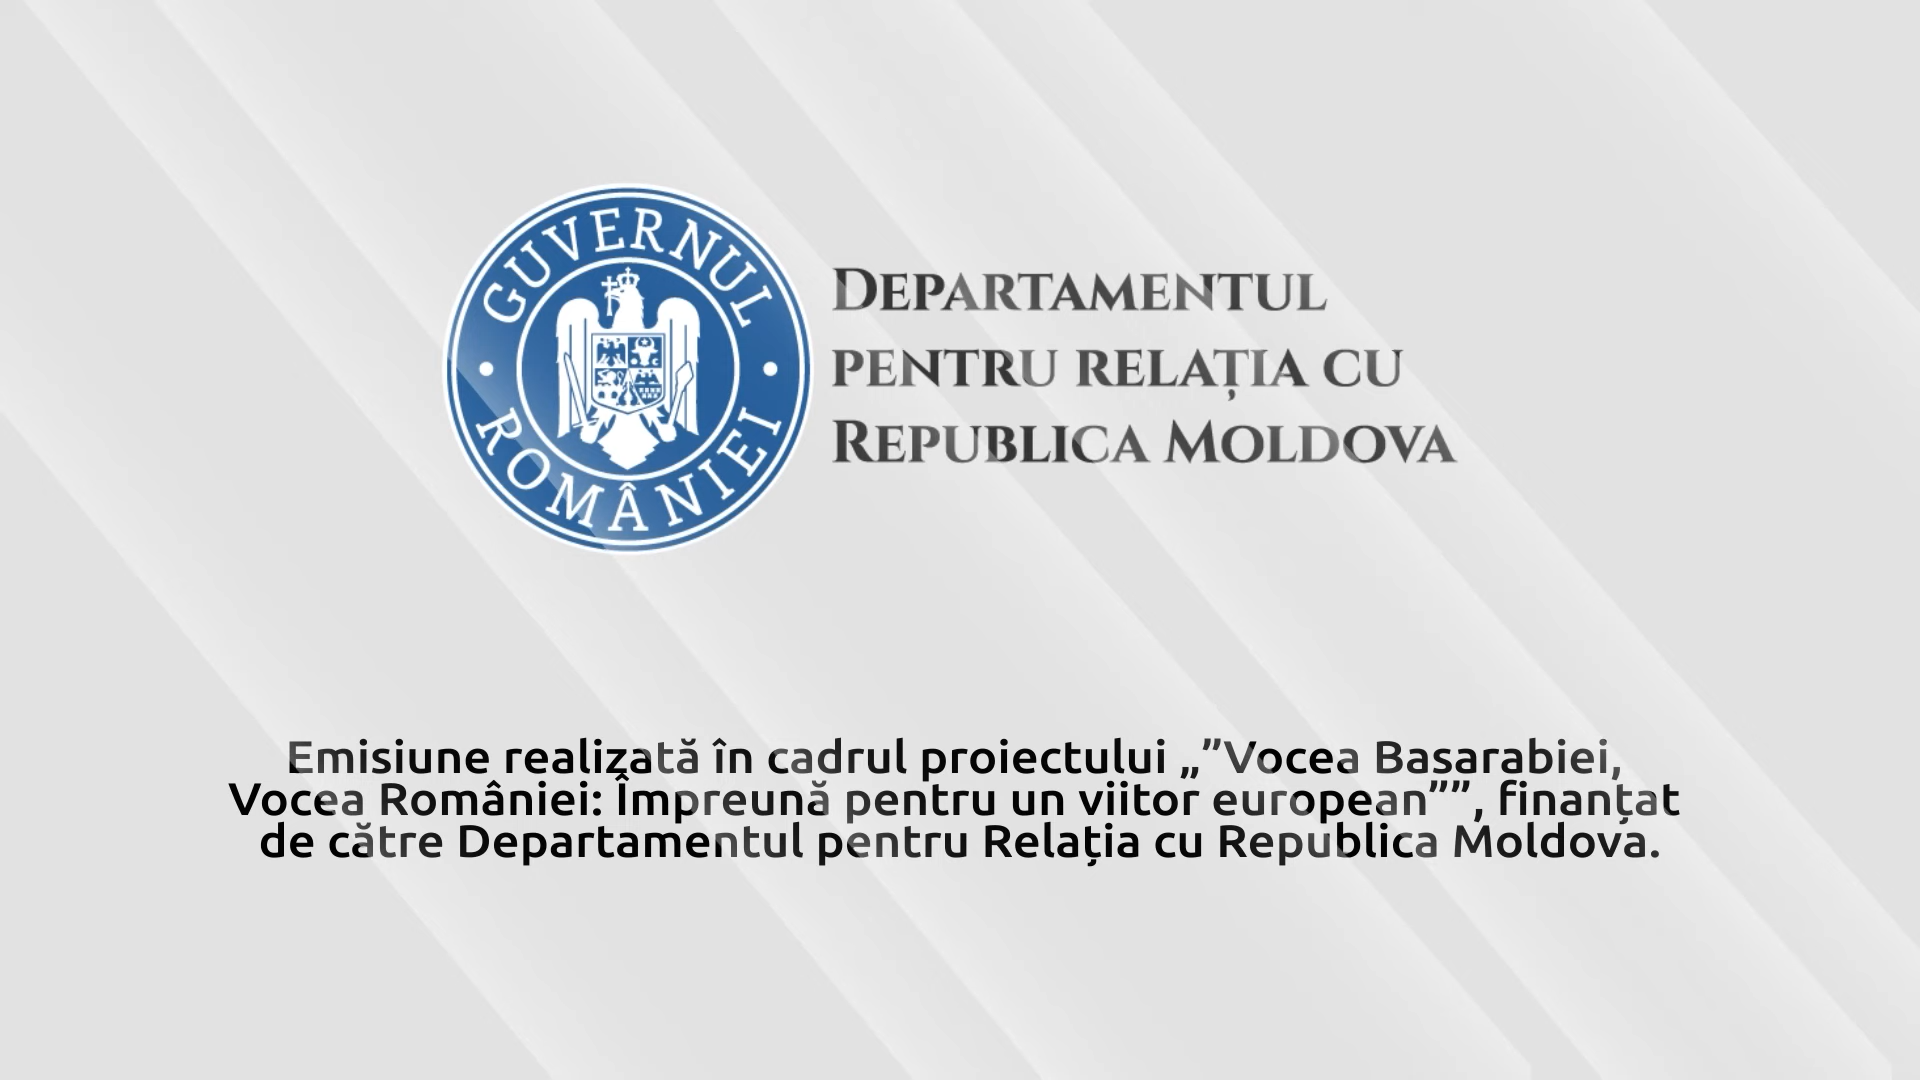 GUVERNUL
ROMÂNIEI
DEPARTAMENTUL
PENTRU RELAȚIA CU
REPUBLICA MOLDOVA
Emisiune realizată în cadrul proiectului „”Vocea Basarabiei,
Vocea României: Împreună pentru un viitor european””, finanțat
de către Departamentul pentru Relația cu Republica Moldova.